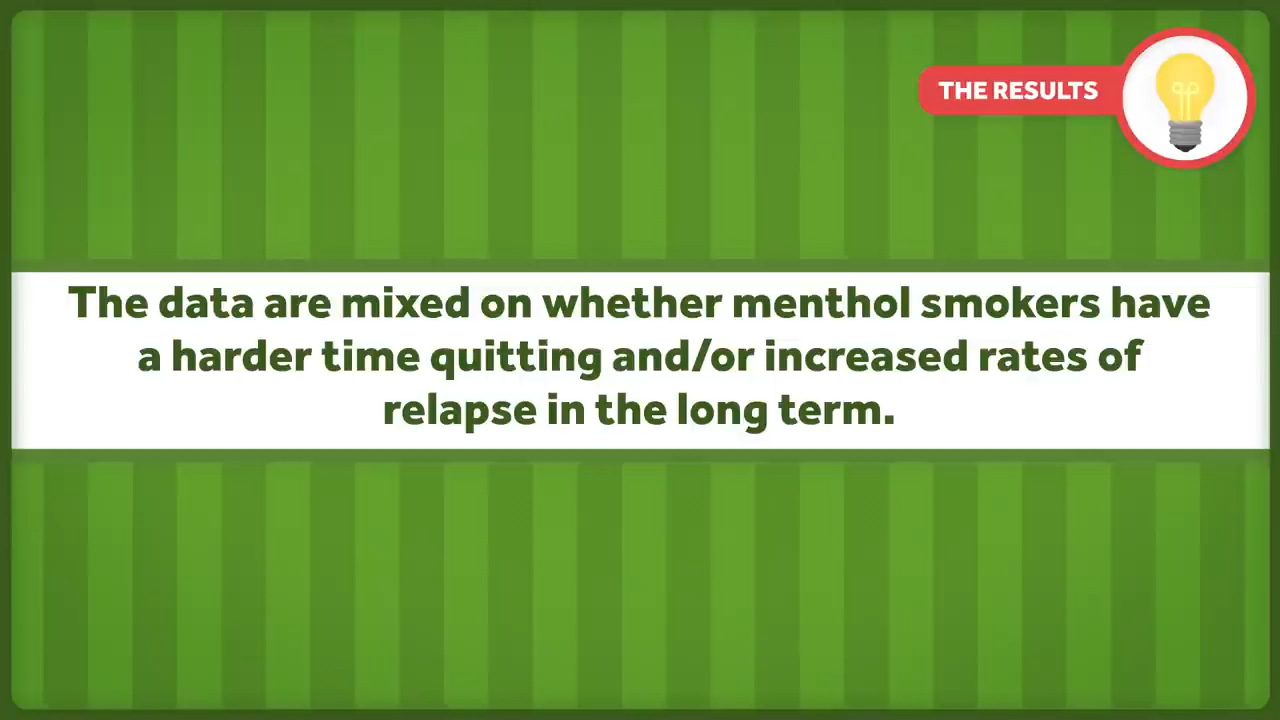 THE RESULTS
The data are mixed on whether menthol smokers have
a harder time quitting and/or increased rates of
relapse in the long term.